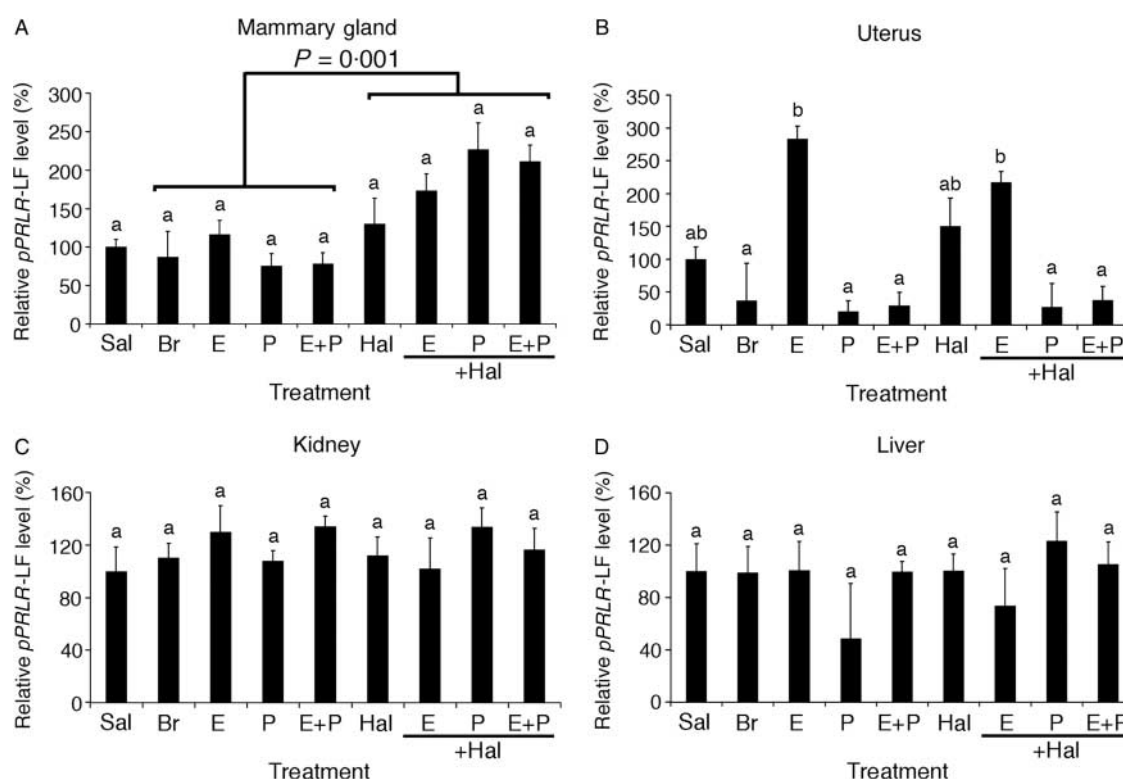 A
Mammary gland
P = 0·001
Relative pPRLR-LF level (%)
300
250
200
150
100
50
0
a a a a a a a a a
Sal Br E P E+P Hal E P E+P
+Hal
Treatment
B
Uterus
Relative pPRLR-LF level (%)
350
300
250
200
150
100
50
0
ab a b a a ab b a a
Sal Br E P E+P Hal E P E+P
+Hal
Treatment
C
Kidney
Relative pPRLR-LF level (%)
160
120
80
40
0
a a a a a a a a a
Sal Br E P E+P Hal E P E+P
+Hal
Treatment
D
Liver
Relative pPRLR-LF level (%)
160
120
80
40
0
a a a a a a a a a
Sal Br E P E+P Hal E P E+P
+Hal
Treatment